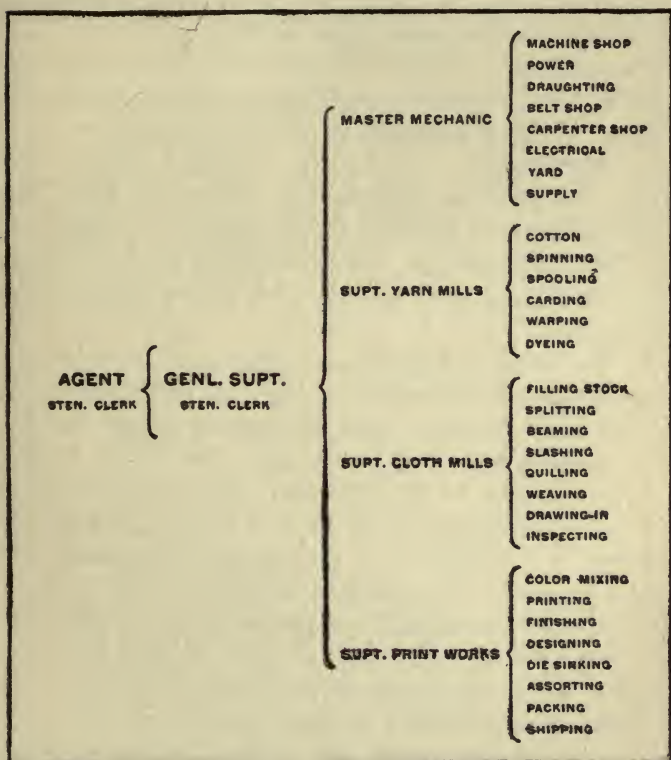 AGENT
STEN. CLERK
GENL. SUPT.
STEN. CLERK
MASTER MECHANIC
MACHINE SHOP
POWER
DRAUGHTING
BELT SHOP
CARPENTER SHOP
ELECTRICAL
YARD
SUPPLY
SUPT. YARN MILLS
COTTON
SPINNING
SPOOLING
CARDING
WARPING
DYEING
SUPT. CLOTH MILLS
FILLING STOCK
SPLITTING
BEAMING
SLASHING
QUILLING
WEAVING
DRAWING-IN
INSPECTING
SUPT. PRINT WORKS
COLOR MIXING
PRINTING
FINISHING
DESIGNING
DIE SINKING
ASSORTING
PACKING
SHIPPING